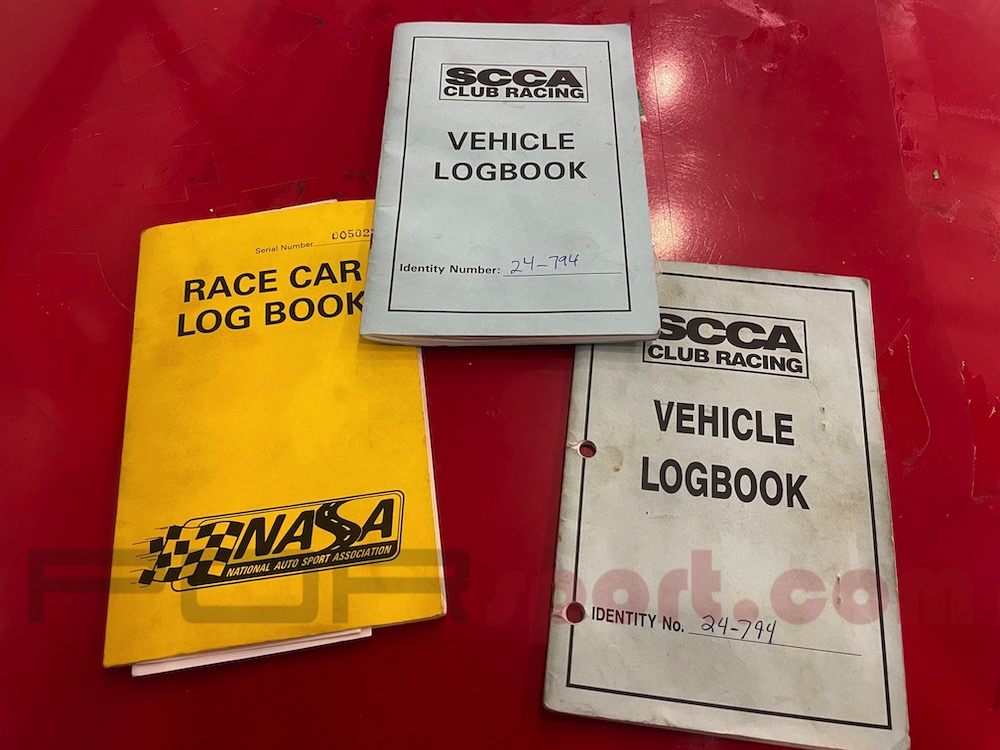 SCCA
CLUB RACING
VEHICLE
LOGBOOK
Identity Number: 24-794
Serial Number
RACE CAR
LOG BOOK
NASA
NATIONAL AUTO SPORT ASSOCIATION
SCCA
CLUB RACING
VEHICLE
LOGBOOK
IDENTITY No. 24-794